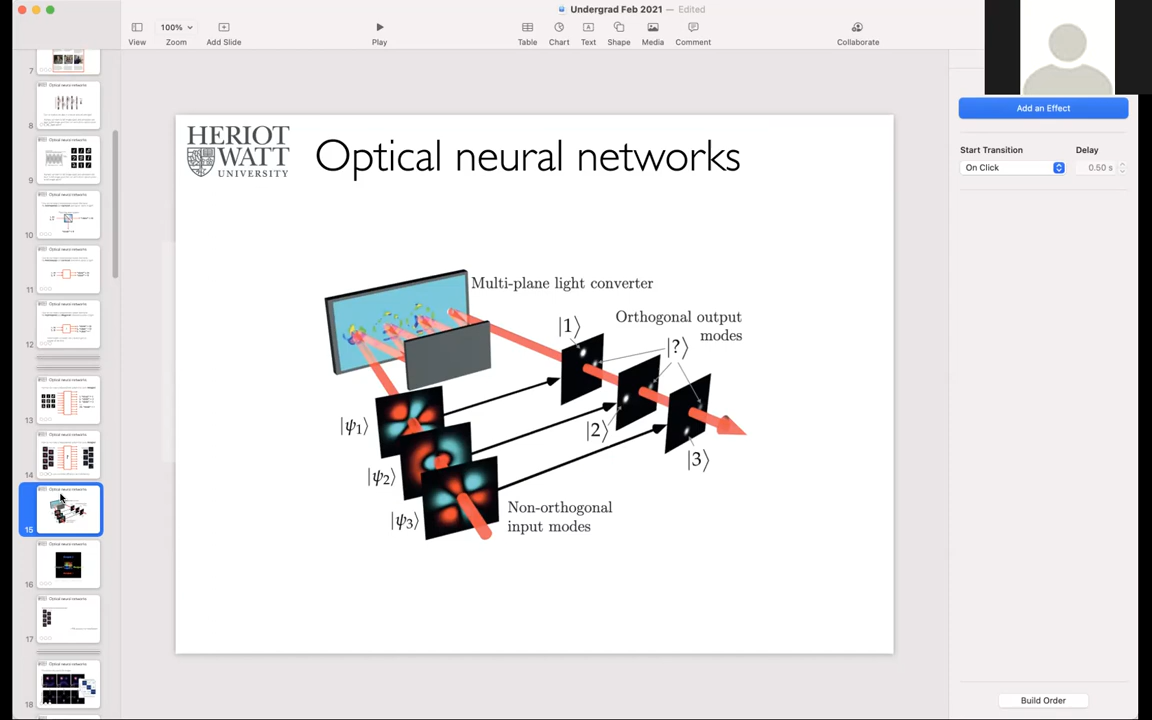 Undergrad Feb 2021 — Edited
100%
View
Zoom
Add Slide
Play
Table
Chart
Text
Shape
Media
Comment
Collaborate
Add an Effect
Start Transition
Delay
On Click
0.50 s
Build Order
HERIOT
WATT
UNIVERSITY
Optical neural networks
Multi-plane light converter
Orthogonal output
modes
|1⟩
|?⟩
|2⟩
|3⟩
|ψ1⟩
|ψ2⟩
|ψ3⟩
Non-orthogonal
input modes
7
8
9
10
11
12
13
14
15
16
17
18